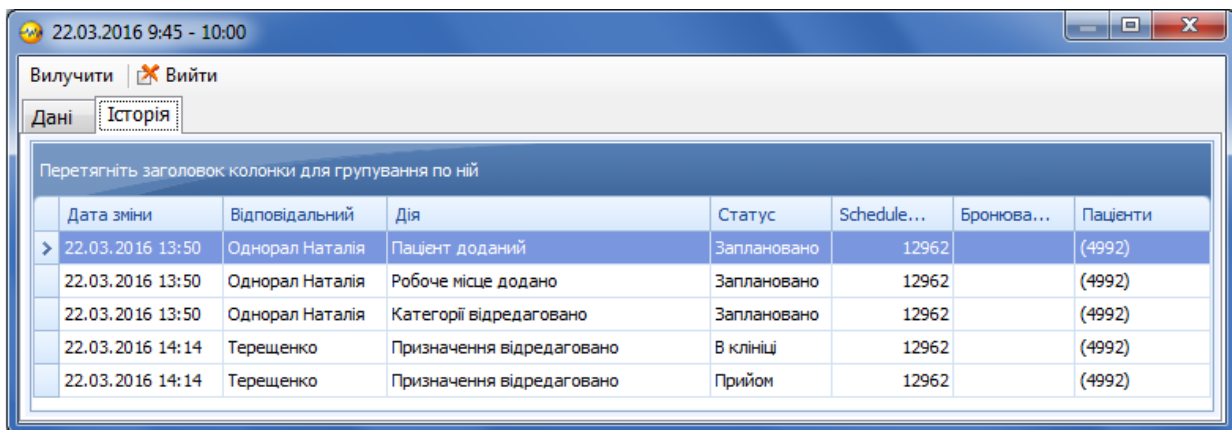 22.03.2016 9:45 - 10:00
Вилучити Вийти
Дані Історія
Перетягніть заголовок колонки для групування по ній
Дата зміни Відповідальний Дія Статус Schedule... Бронюва... Пацієнти
22.03.2016 13:50 Однорал Наталія Пацієнт доданий Заплановано 12962 (4992)
22.03.2016 13:50 Однорал Наталія Робоче місце додано Заплановано 12962 (4992)
22.03.2016 13:50 Однорал Наталія Категорії відредаговано Заплановано 12962 (4992)
22.03.2016 14:14 Терещенко Призначення відредаговано В клініці 12962 (4992)
22.03.2016 14:14 Терещенко Призначення відредаговано Прийом 12962 (4992)